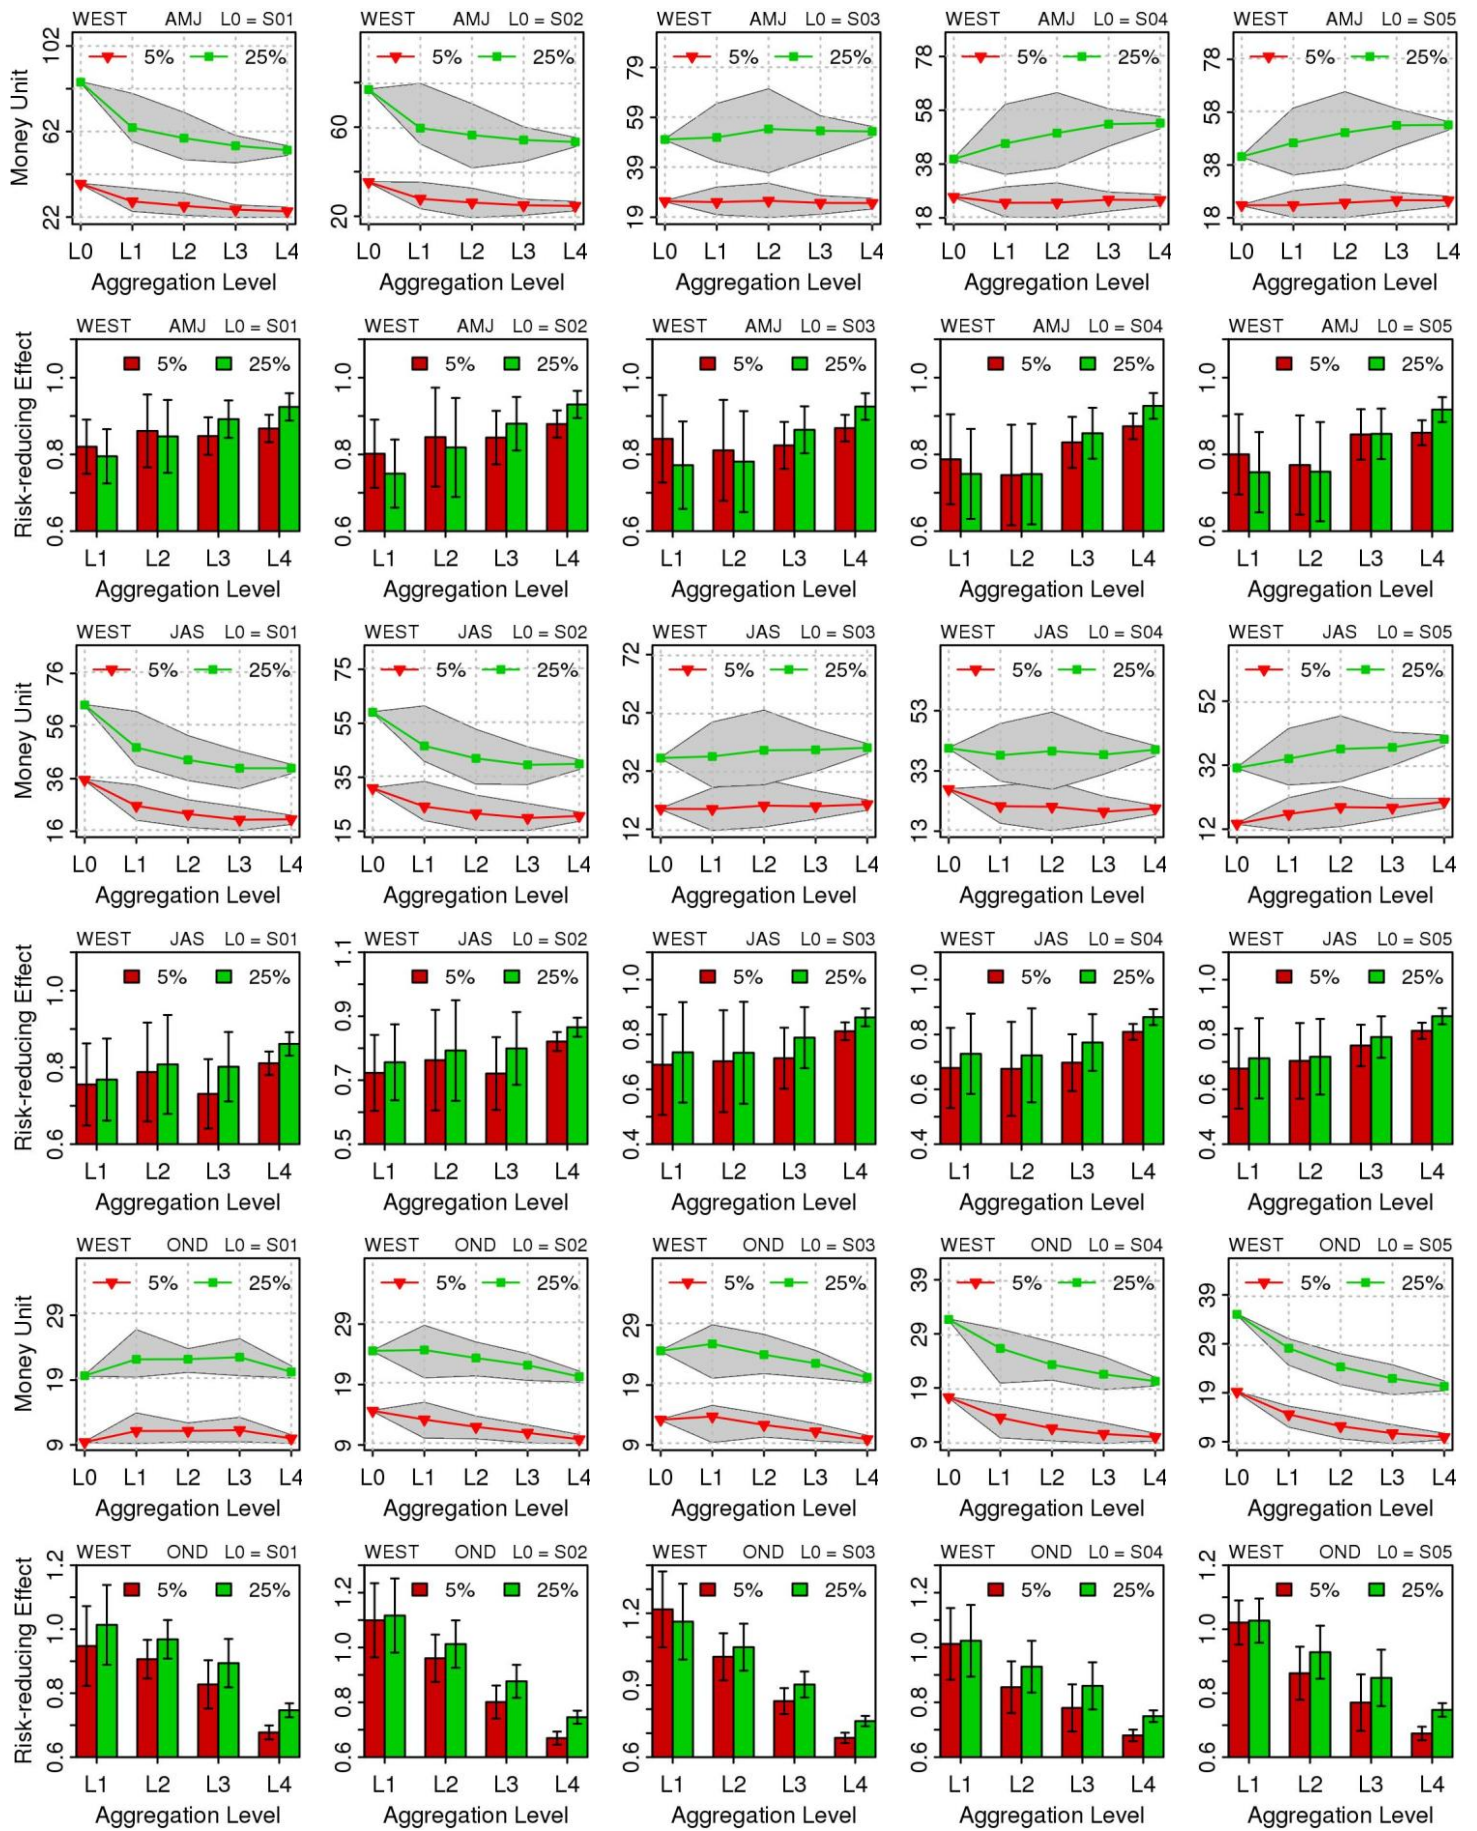 WEST AMJ L0 = S01 WEST AMJ L0 = S02 WEST AMJ L0 = S03 WEST AMJ L0 = S04 WEST AMJ L0 = S05
5% 25% 5% 25% 5% 25% 5% 25% 5% 25%
Money Unit
22 62 102 20 60 19 39 59 79 18 38 58 78 18 38 58 78
L0 L1 L2 L3 L4 L0 L1 L2 L3 L4 L0 L1 L2 L3 L4 L0 L1 L2 L3 L4 L0 L1 L2 L3 L4
Aggregation Level Aggregation Level Aggregation Level Aggregation Level Aggregation Level
WEST AMJ L0 = S01 WEST AMJ L0 = S02 WEST AMJ L0 = S03 WEST AMJ L0 = S04 WEST AMJ L0 = S05
5% 25% 5% 25% 5% 25% 5% 25% 5% 25%
Risk-reducing Effect
0.6 0.8 1.0 0.6 0.8 1.0 0.6 0.8 1.0 0.6 0.8 1.0 0.6 0.8 1.0
L1 L2 L3 L4 L1 L2 L3 L4 L1 L2 L3 L4 L1 L2 L3 L4 L1 L2 L3 L4
Aggregation Level Aggregation Level Aggregation Level Aggregation Level Aggregation Level
WEST JAS L0 = S01 WEST JAS L0 = S02 WEST JAS L0 = S03 WEST JAS L0 = S04 WEST JAS L0 = S05
5% 25% 5% 25% 5% 25% 5% 25% 5% 25%
Money Unit
16 36 56 76 15 35 55 75 12 32 52 72 13 33 53 12 32 52
L0 L1 L2 L3 L4 L0 L1 L2 L3 L4 L0 L1 L2 L3 L4 L0 L1 L2 L3 L4 L0 L1 L2 L3 L4
Aggregation Level Aggregation Level Aggregation Level Aggregation Level Aggregation Level
WEST JAS L0 = S01 WEST JAS L0 = S02 WEST JAS L0 = S03 WEST JAS L0 = S04 WEST JAS L0 = S05
5% 25% 5% 25% 5% 25% 5% 25% 5% 25%
Risk-reducing Effect
0.6 0.8 1.0 0.5 0.7 0.9 1.1 0.4 0.6 0.8 1.0 0.4 0.6 0.8 1.0 0.4 0.6 0.8 1.0
L1 L2 L3 L4 L1 L2 L3 L4 L1 L2 L3 L4 L1 L2 L3 L4 L1 L2 L3 L4
Aggregation Level Aggregation Level Aggregation Level Aggregation Level Aggregation Level
WEST OND L0 = S01 WEST OND L0 = S02 WEST OND L0 = S03 WEST OND L0 = S04 WEST OND L0 = S05
5% 25% 5% 25% 5% 25% 5% 25% 5% 25%
Money Unit
9 19 29 9 19 29 9 19 29 9 19 29 39 9 19 29 39
L0 L1 L2 L3 L4 L0 L1 L2 L3 L4 L0 L1 L2 L3 L4 L0 L1 L2 L3 L4 L0 L1 L2 L3 L4
Aggregation Level Aggregation Level Aggregation Level Aggregation Level Aggregation Level
WEST OND L0 = S01 WEST OND L0 = S02 WEST OND L0 = S03 WEST OND L0 = S04 WEST OND L0 = S05
5% 25% 5% 25% 5% 25% 5% 25% 5% 25%
Risk-reducing Effect
0.6 0.8 1.0 1.2 0.6 0.8 1.0 1.2 0.6 0.9 1.2 0.6 0.8 1.0 1.2 0.6 0.8 1.0 1.2
L1 L2 L3 L4 L1 L2 L3 L4 L1 L2 L3 L4 L1 L2 L3 L4 L1 L2 L3 L4
Aggregation Level Aggregation Level Aggregation Level Aggregation Level Aggregation Level